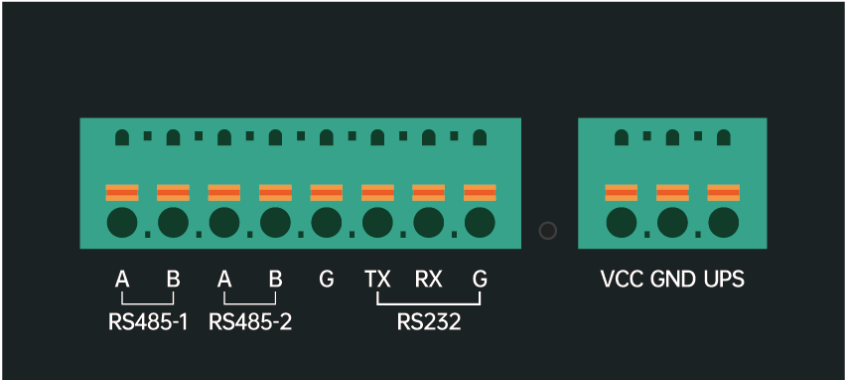 A B A B G TX RX G VCC GND UPS
RS485-1 RS485-2 RS232